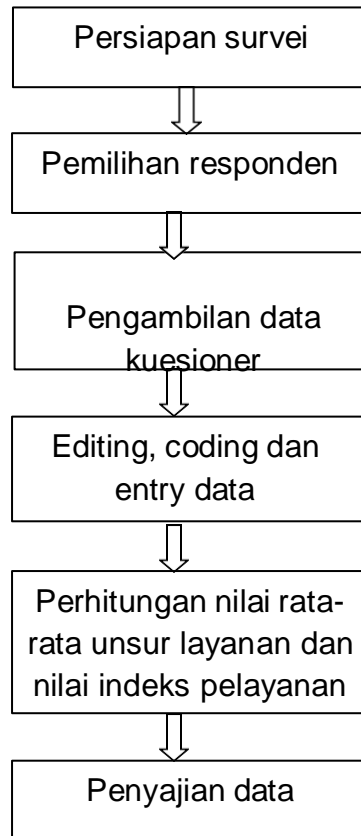 Persiapan survei
Pemilihan responden
Pengambilan data
kuesioner
Editing, coding dan
entry data
Perhitungan nilai rata-
rata unsur layanan dan
nilai indeks pelayanan
Penyajian data